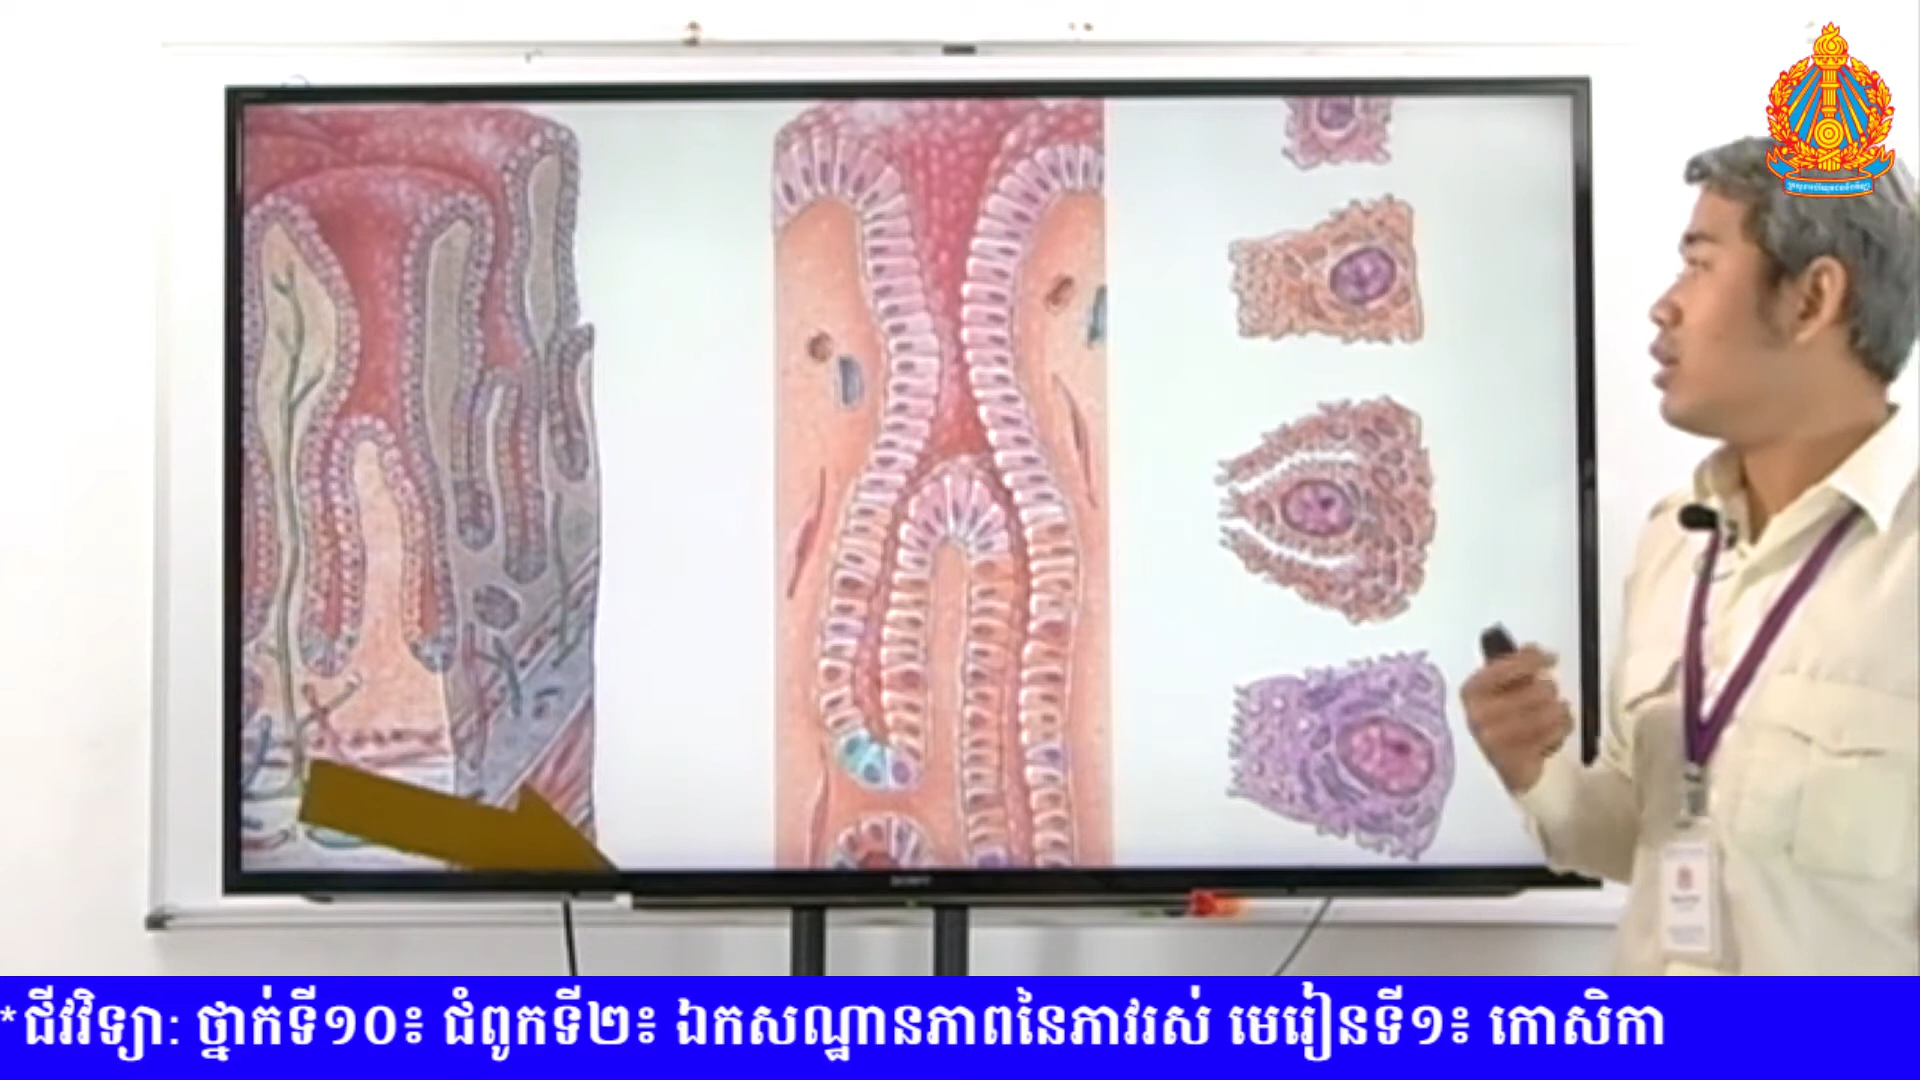 *ជីវវិទ្យា: ថ្នាក់ទី១០៖ ជំពូកទី២៖ ឯកសណ្ឋានភាពនៃភាវរស់ មេរៀនទី១៖ កោសិកា